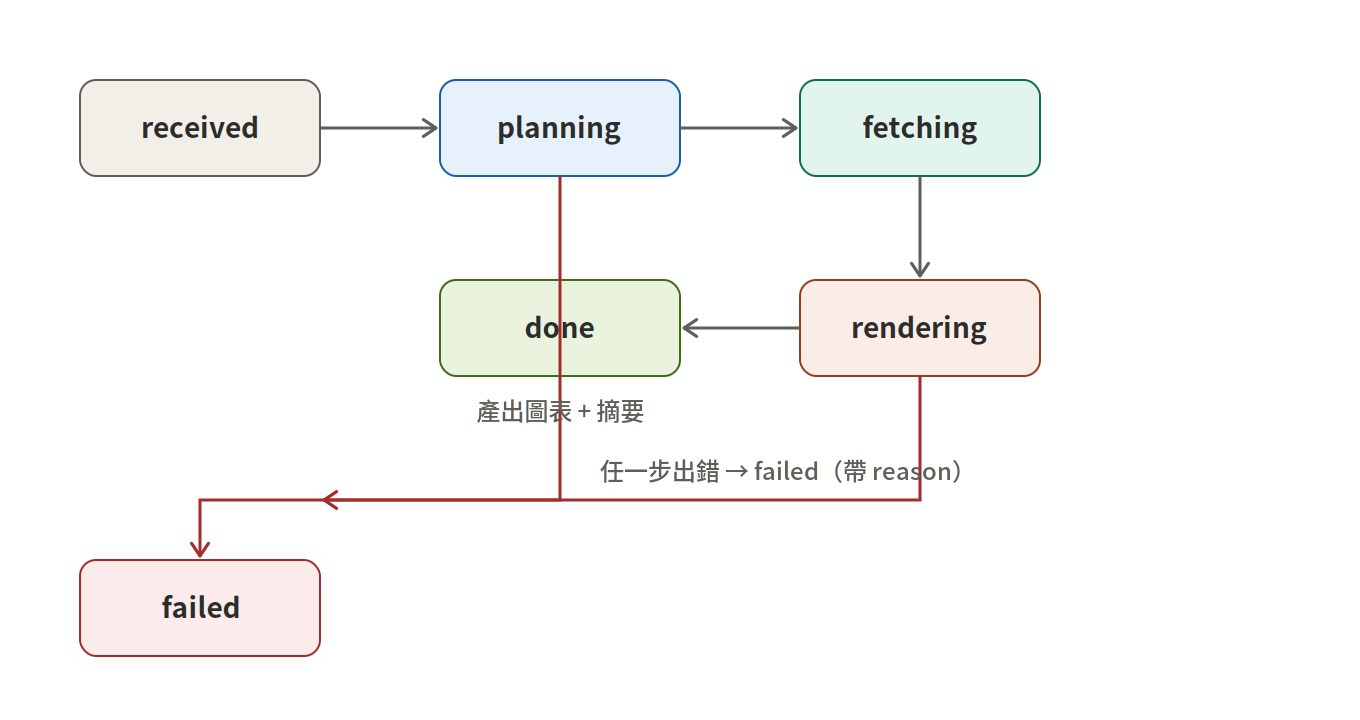 received
planning
fetching
done
rendering
產出圖表 + 摘要
任一步出錯 → failed（帶 reason）
failed